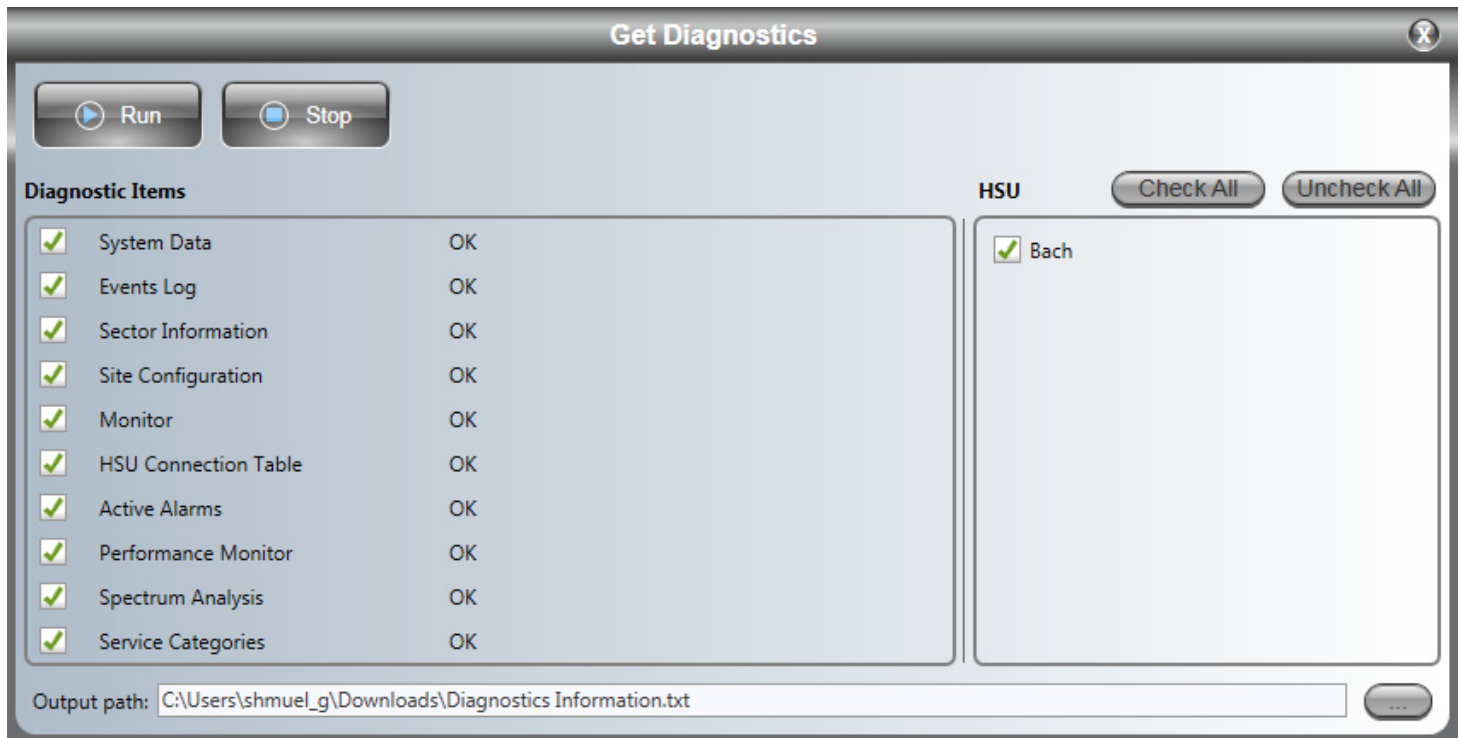 Get Diagnostics
X
Run Stop
Diagnostic Items HSU Check All Uncheck All
System Data OK
Bach
Events Log OK
Sector Information OK
Site Configuration OK
Monitor OK
HSU Connection Table OK
Active Alarms OK
Performance Monitor OK
Spectrum Analysis OK
Service Categories OK
Output path: C:\Users\shmuel_g\Downloads\Diagnostics Information.txt ...